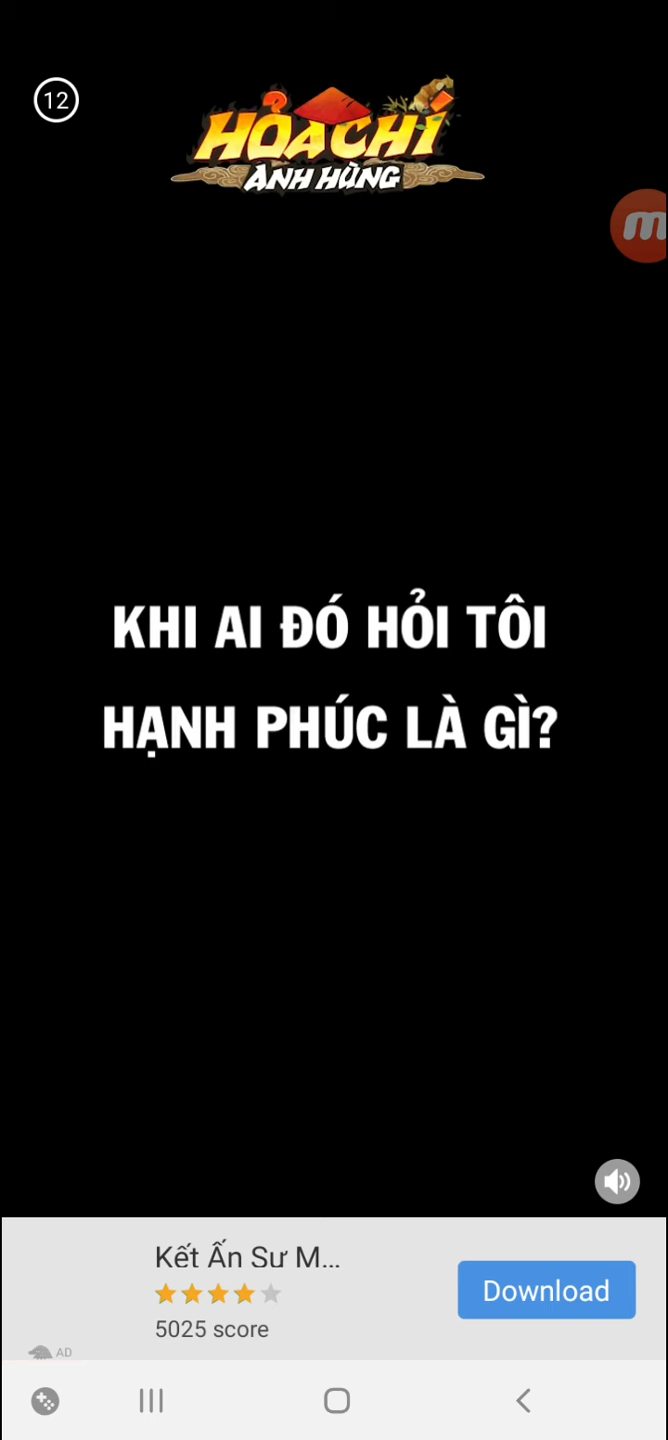 12
HỎA CHÍ
ANH HÙNG
m
KHI AI ĐÓ HỎI TÔI
HẠNH PHÚC LÀ GÌ?
Kết Ấn Sư M...
5025 score
Download
AD